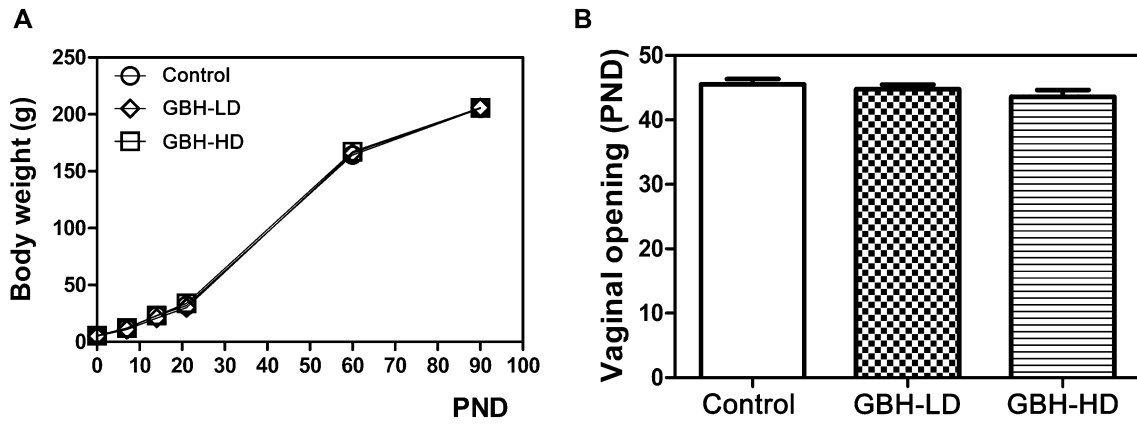 A
Body weight (g)
250
200
150
100
50
0
Control
GBH-LD
GBH-HD
0 10 20 30 40 50 60 70 80 90 100
PND
B
Vaginal opening (PND)
50
40
30
20
10
0
Control GBH-LD GBH-HD